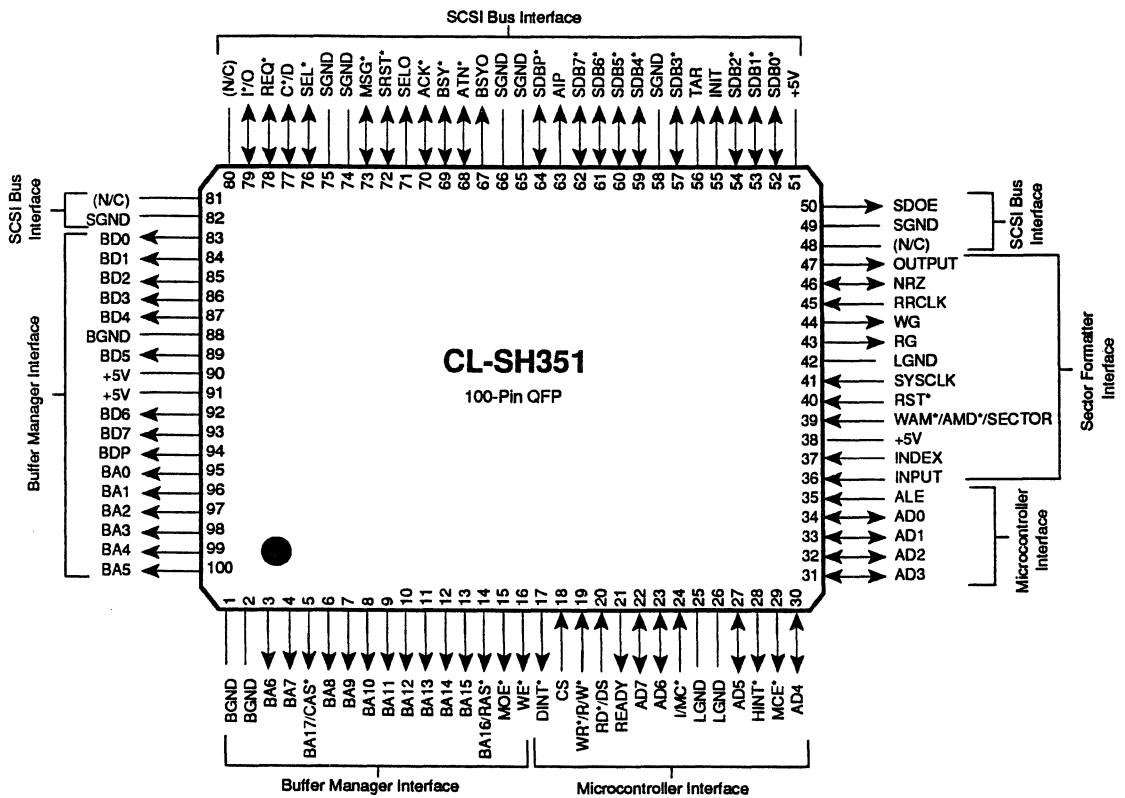 SCSI Bus Interface
(N/C)
I*/O
REQ*
C*/D
SEL*
SGND
SGND
MSG*
SRST*
SELO
ACK*
BSY*
ATN*
BSYO
SGND
SGND
SDBP*
AIP
SDB7*
SDB6*
SDB5*
SDB4*
SGND
SDB3*
TAR
INIT
SDB2*
SDB1*
SDB0*
+5V
80 79 78 77 76 75 74 73 72 71 70 69 68 67 66 65 64 63 62 61 60 59 58 57 56 55 54 53 52 51
SCSI Bus
Interface
(N/C) 81
SGND 82
Buffer Manager Interface
BD0 83
BD1 84
BD2 85
BD3 86
BD4 87
BGND 88
BD5 89
+5V 90
+5V 91
BD6 92
BD7 93
BDP 94
BA0 95
BA1 96
BA2 97
BA3 98
BA4 99
BA5 100
CL-SH351
100-Pin QFP
50 SDOE
49 SGND
48 (N/C)
SCSI Bus
Interface
47 OUTPUT
46 NRZ
45 RRCLK
44 WG
43 RG
42 LGND
41 SYSCLK
40 RST*
39 WAM*/AMD*/SECTOR
38 +5V
37 INDEX
36 INPUT
Sector Formatter
Interface
35 ALE
34 AD0
33 AD1
32 AD2
31 AD3
Microcontroller
Interface
1 2 3 4 5 6 7 8 9 10 11 12 13 14 15 16 17 18 19 20 21 22 23 24 25 26 27 28 29 30
BGND
BGND
BA6
BA7
BA17/CAS*
BA8
BA9
BA10
BA11
BA12
BA13
BA14
BA15
BA16/RAS*
MOE*
WE*
DINT*
CS
WR*/R/W*
RD*/DS
READY
AD7
AD6
I/MC*
LGND
LGND
AD5
HINT*
MCE*
AD4
Buffer Manager Interface
Microcontroller Interface